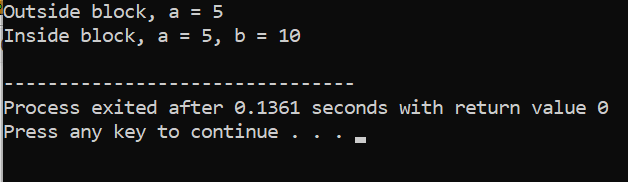 Outside block, a = 5
Inside block, a = 5, b = 10
--------------------------------
Process exited after 0.1361 seconds with return value 0
Press any key to continue . . .